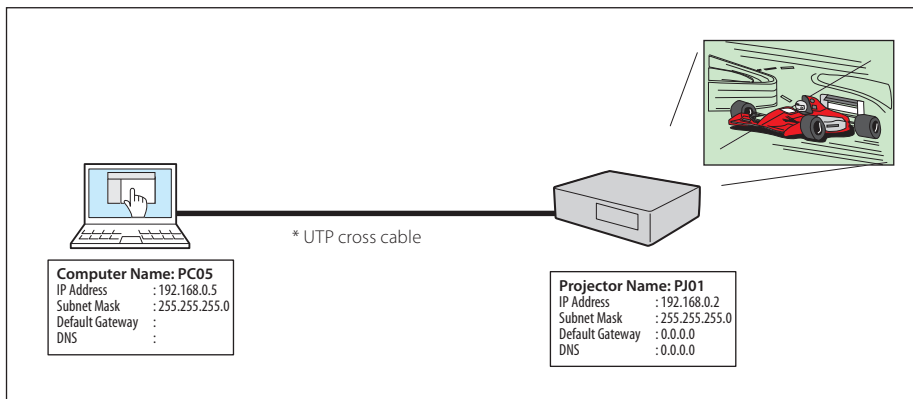 * UTP cross cable
Computer Name: PC05
IP Address : 192.168.0.5
Subnet Mask : 255.255.255.0
Default Gateway :
DNS :
Projector Name: PJ01
IP Address : 192.168.0.2
Subnet Mask : 255.255.255.0
Default Gateway : 0.0.0.0
DNS : 0.0.0.0